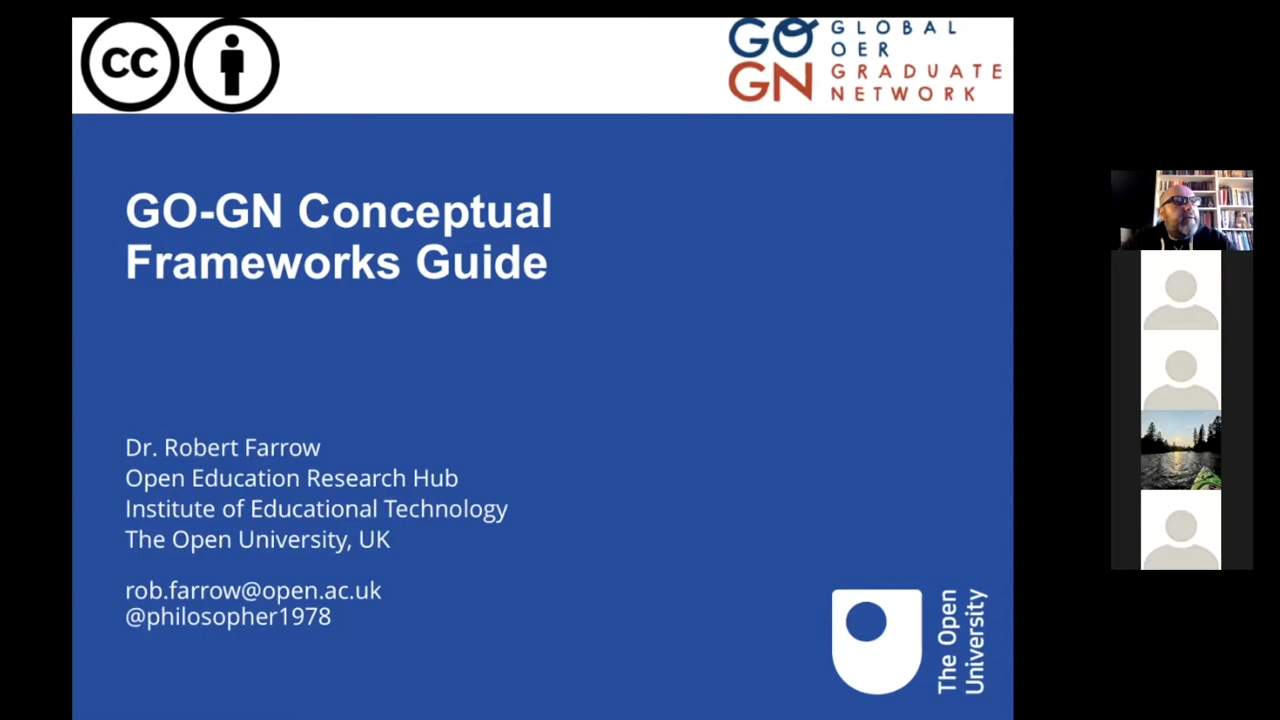 cc
GO
GN
GLOBAL
OER
GRADUATE
NETWORK
GO-GN Conceptual
Frameworks Guide
Dr. Robert Farrow
Open Education Research Hub
Institute of Educational Technology
The Open University, UK
rob.farrow@open.ac.uk
@philosopher1978
The Open
University